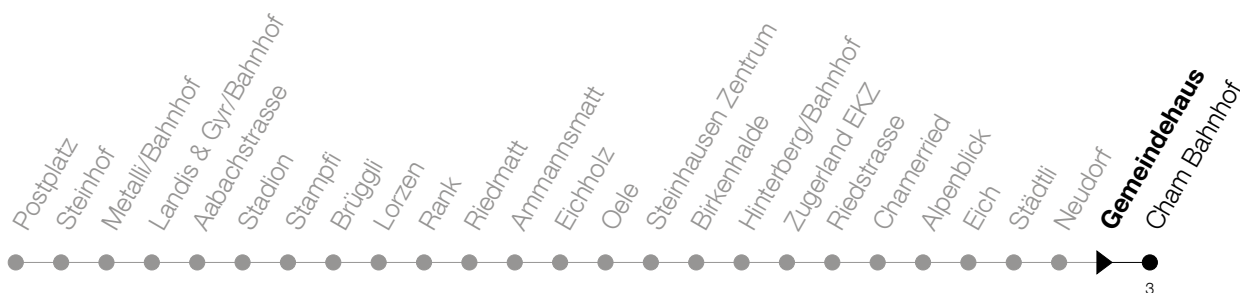 Postplatz
Steinhof
Metalli/Bahnhof
Landis & Gyr/Bahnhof
Aabachstrasse
Stadion
Stampfi
Brüggli
Lorzen
Rank
Riedmatt
Ammannsmatt
Eichholz
Oele
Steinhausen Zentrum
Birkenhalde
Hinterberg/Bahnhof
Zugerland EKZ
Riedstrasse
Chamerried
Alpenblick
Eich
Städtli
Neudorf
Gemeindehaus
Cham Bahnhof
3